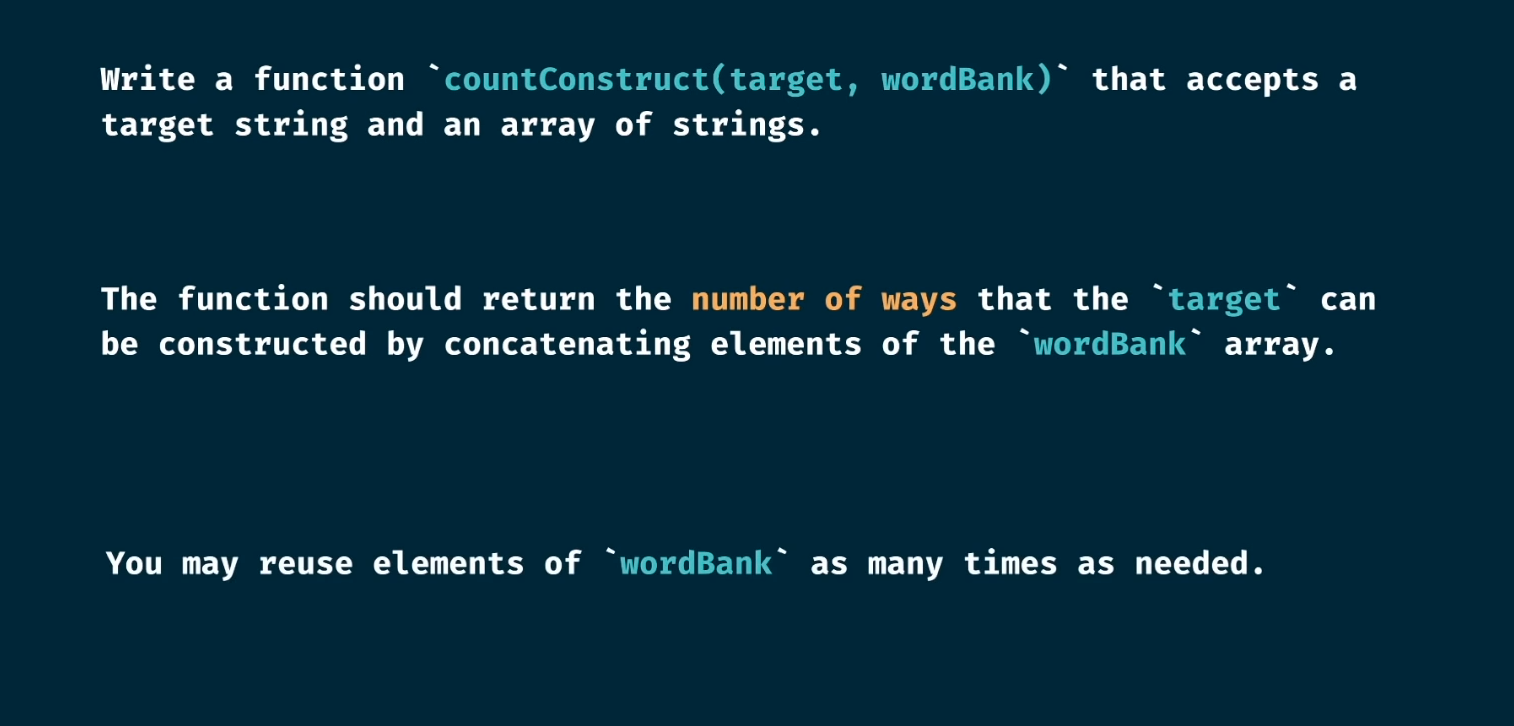 Write a function `countConstruct(target, wordBank)` that accepts a
target string and an array of strings.
The function should return the number of ways that the `target` can
be constructed by concatenating elements of the `wordBank` array.
You may reuse elements of `wordBank` as many times as needed.